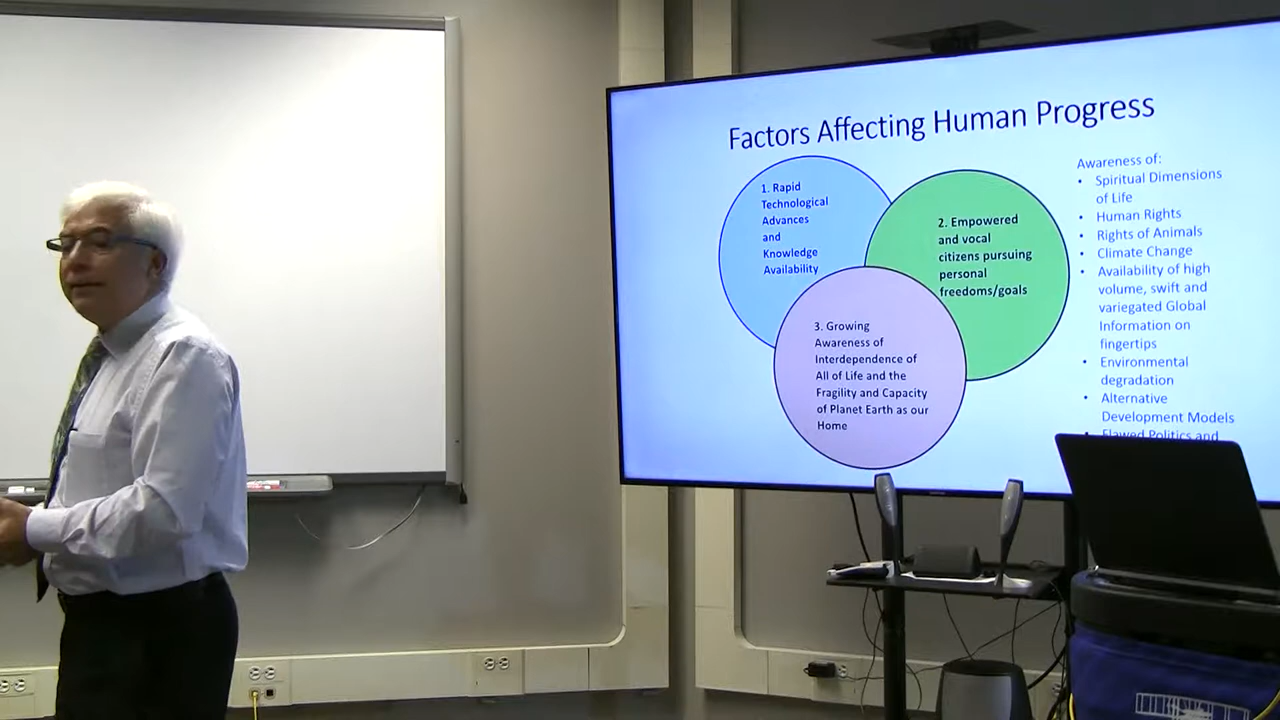 Factors Affecting Human Progress
1. Rapid
Technological
Advances
and
Knowledge
Availability
2. Empowered
and vocal
citizens pursuing
personal
freedoms/goals
3. Growing
Awareness of
Interdependence of
All of Life and the
Fragility and Capacity
of Planet Earth as our
Home
Awareness of:
• Spiritual Dimensions
of Life
• Human Rights
• Rights of Animals
• Climate Change
• Availability of high
volume, swift and
variegated Global
Information on
fingertips
• Environmental
degradation
• Alternative
Development Models
• Flawed Politics and